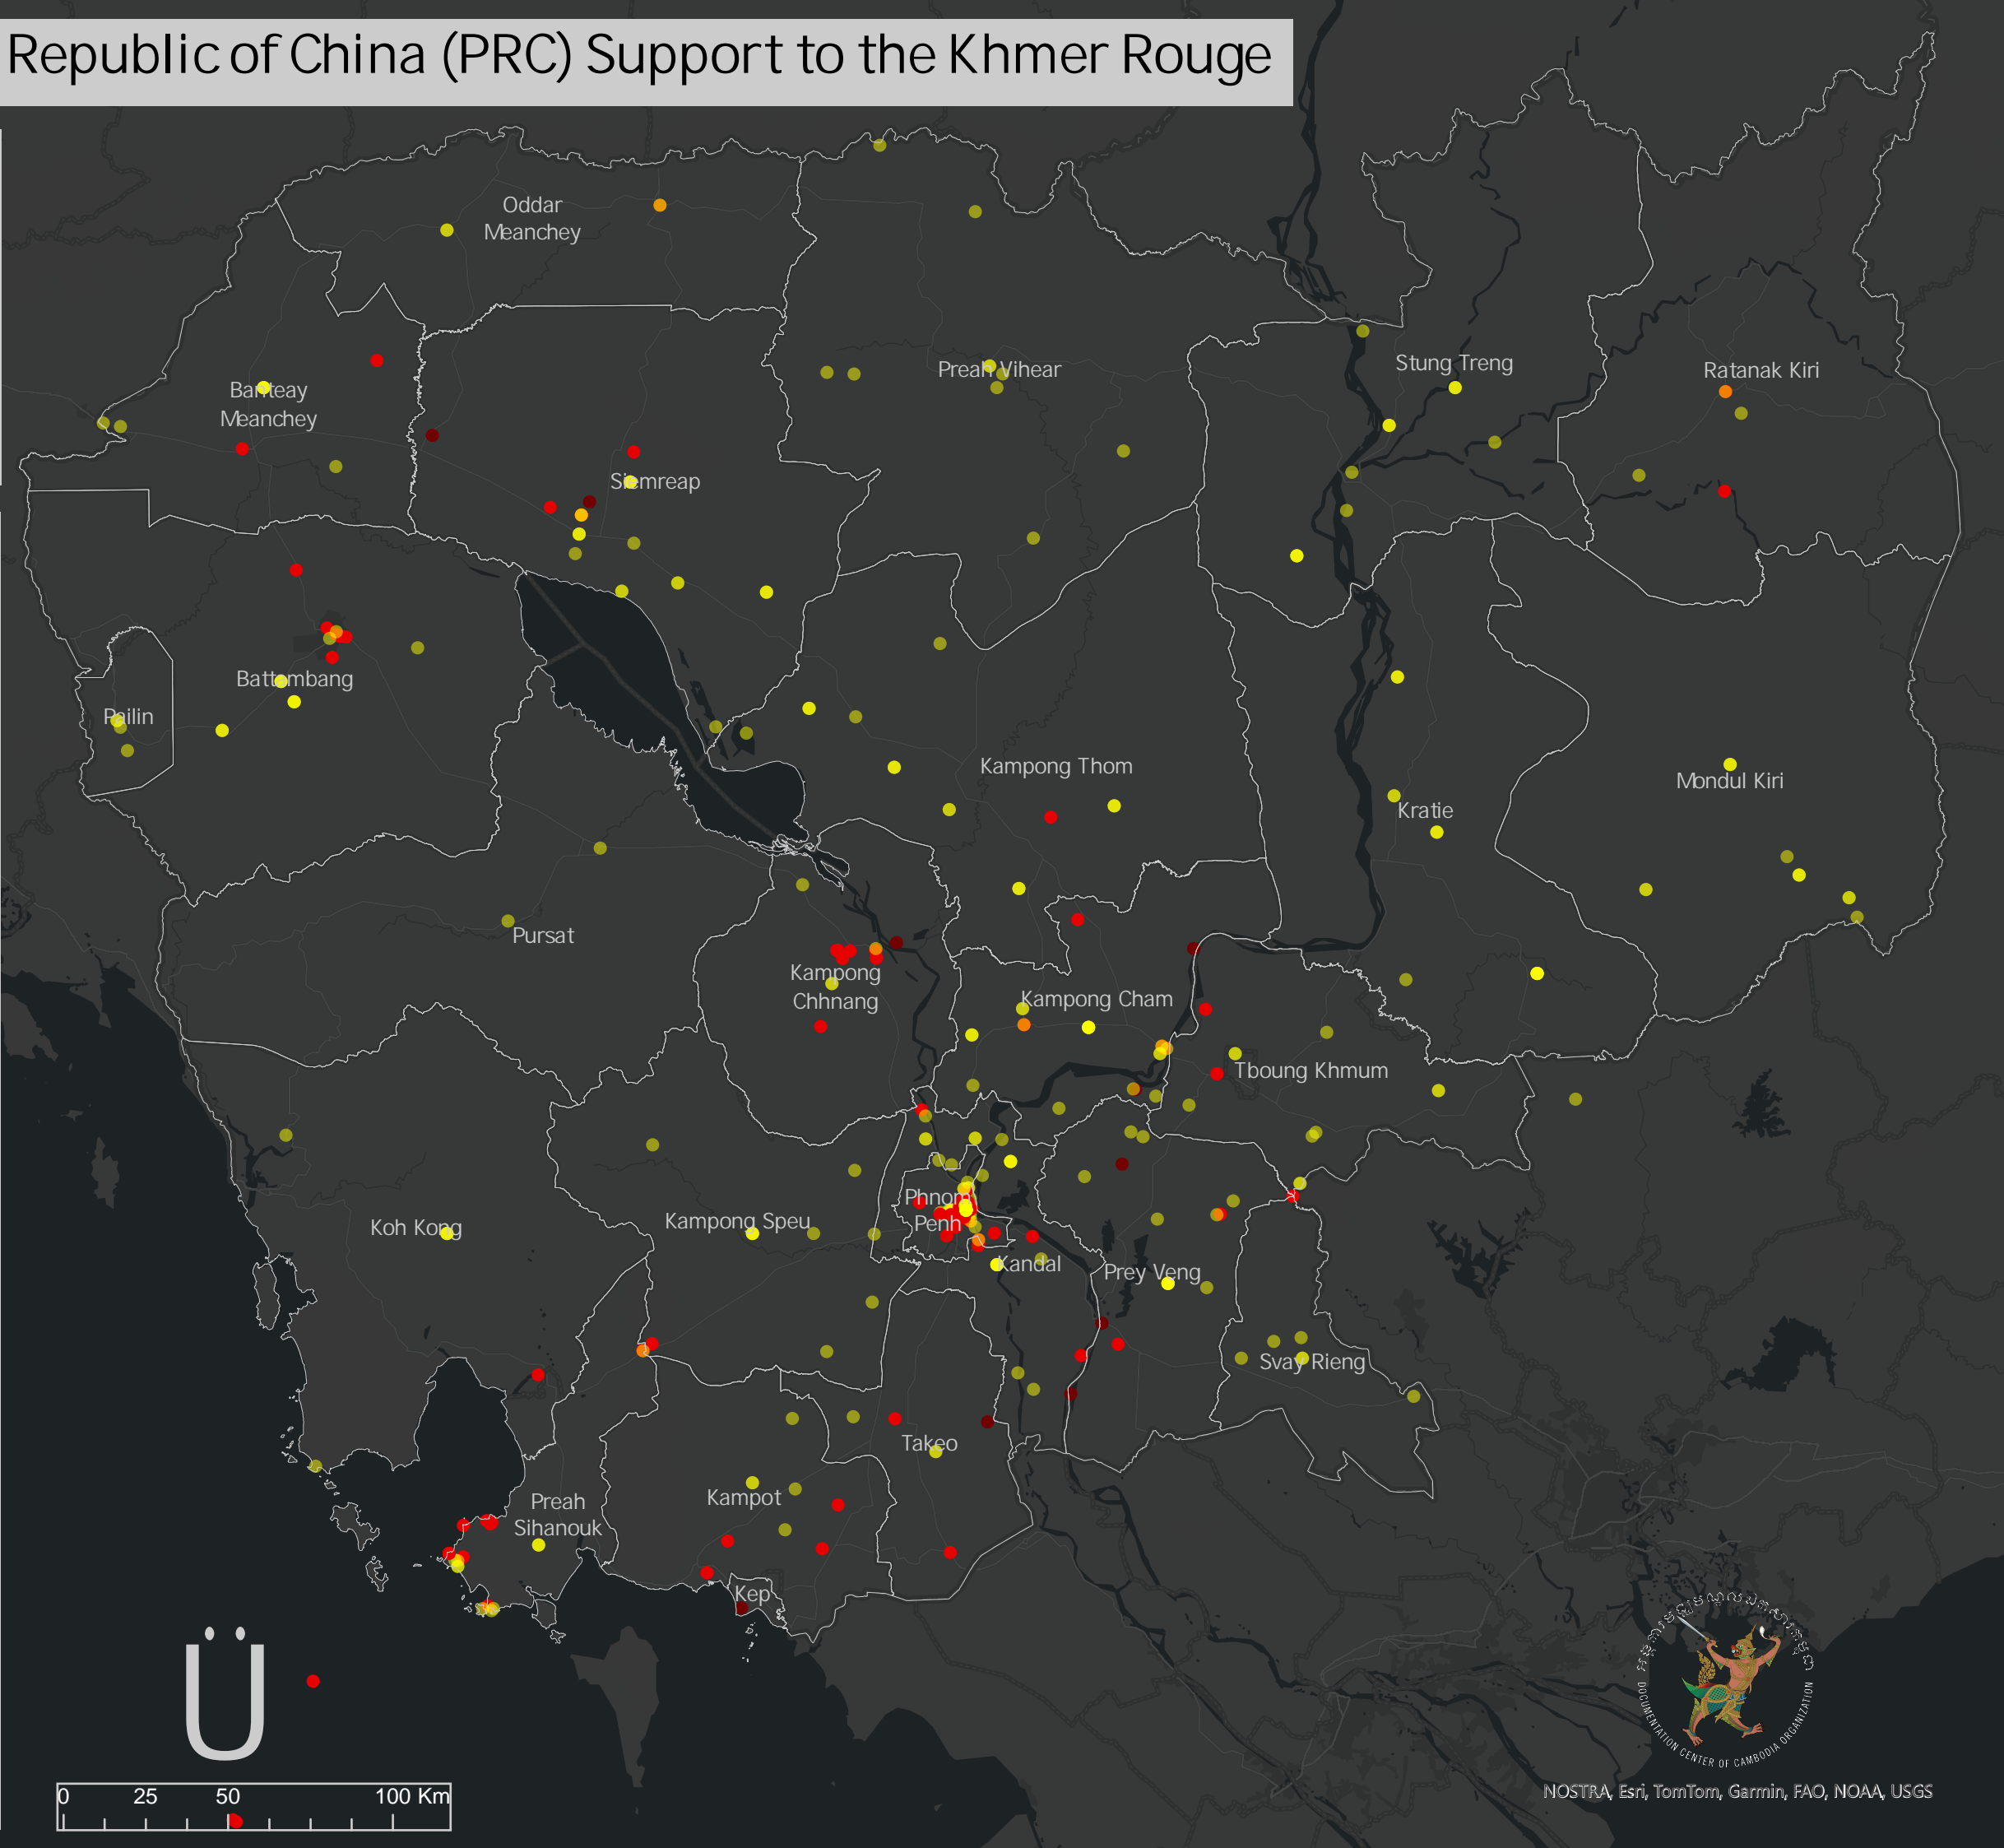 Republic of China (PRC) Support to the Khmer Rouge
Oddar
Meanchey
Banteay
Meanchey
Siemreap
Preah Vihear
Stung Treng
Ratanak Kiri
Battambang
Pailin
Kampong Thom
Kratie
Mondul Kiri
Pursat
Kampong
Chhnang
Kampong Cham
Tboung Khmum
Koh Kong
Kampong Speu
Phnom
Penh
Kandal
Prey Veng
Svay Rieng
Takeo
Kampot
Preah
Sihanouk
Kep
Ü
0 25 50 100 Km
DOCUMENTATION CENTER OF CAMBODIA ORGANIZATION
NOSTRA, Esri, TomTom, Garmin, FAO, NOAA, USGS